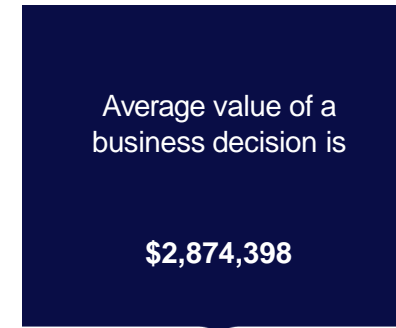 Average value of a
business decision is
$2,874,398